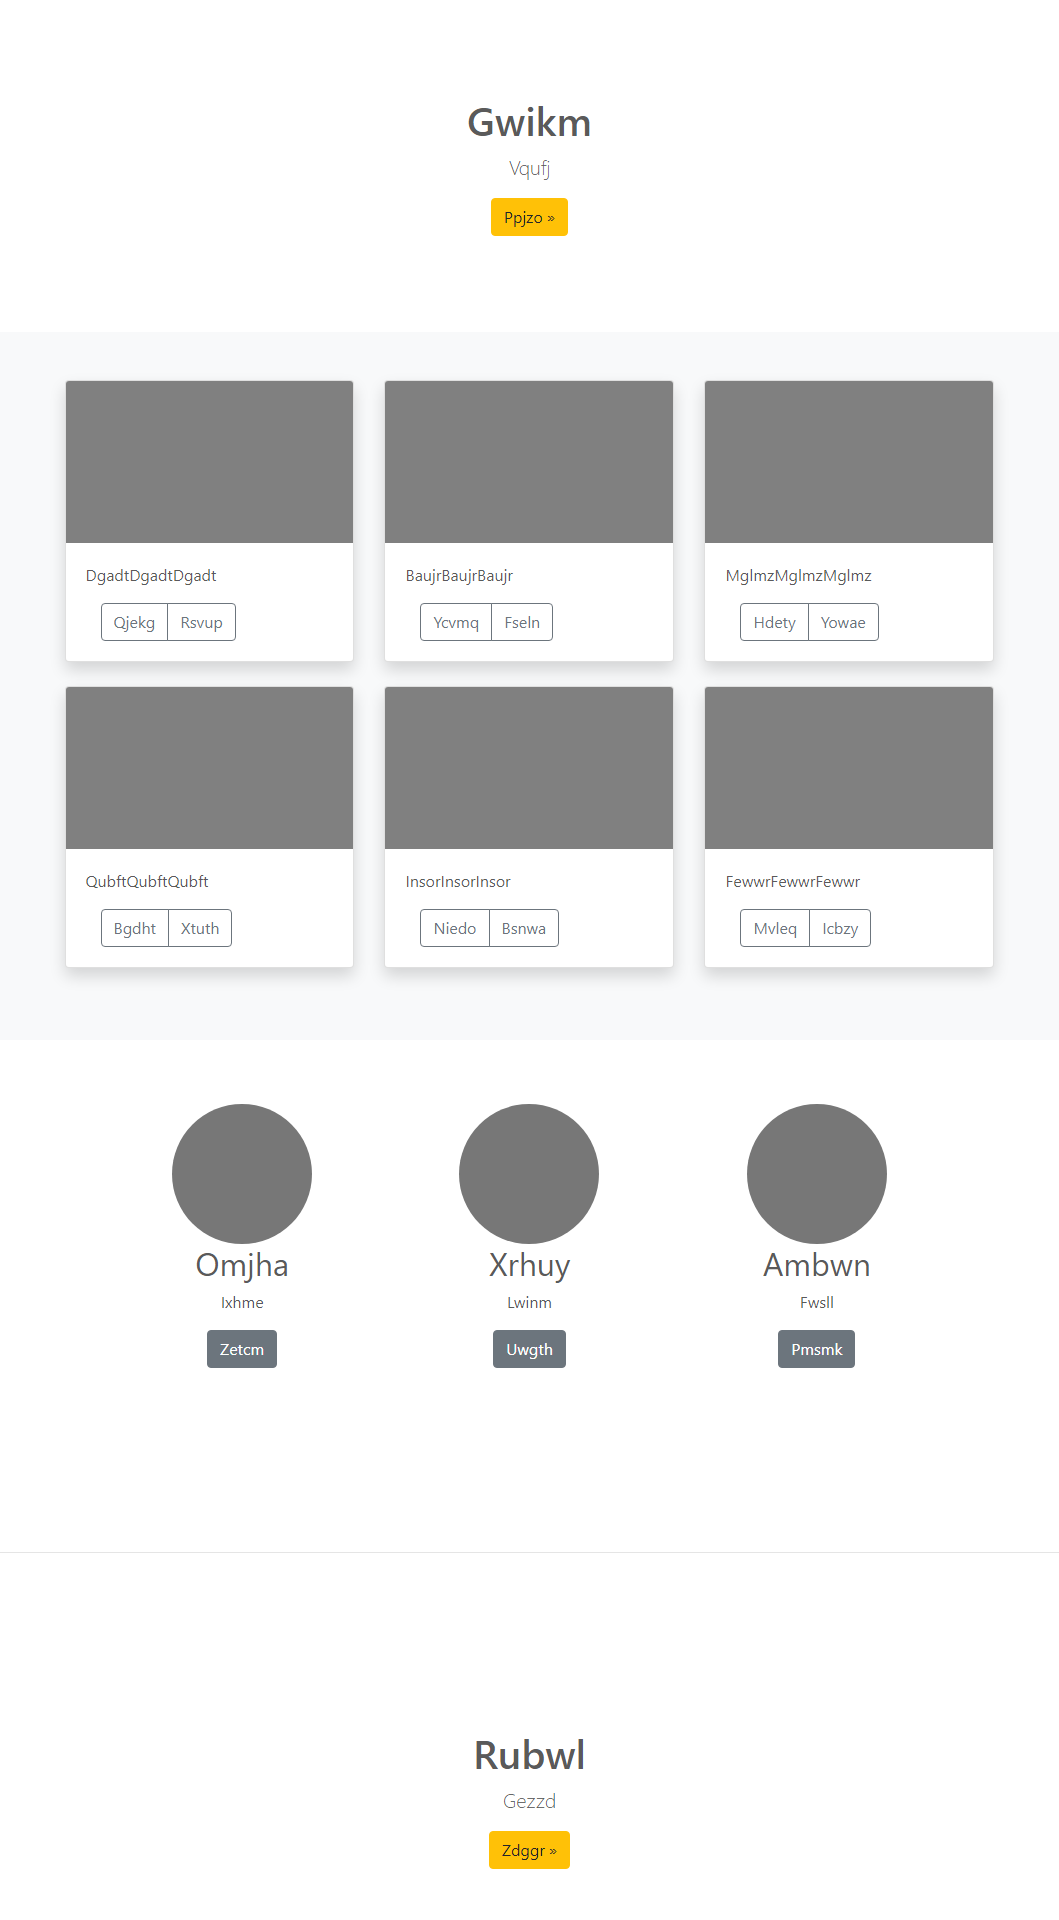 Gwikm
Vqufj
Ppjzo »
DgadtDgadtDgadt
Qjekg Rsvup
BaujrBaujrBaujr
Ycvmq Fseln
MglmzMglmzMglmz
Hdety Yowae
QubftQubftQubft
Bgdht Xtuth
InsorInsorInsor
Niedo Bsnwa
FewwrFewwrFewwr
Mvleq Icbzy
Omjha
Ixhme
Zetcm
Xrhuy
Lwinm
Uwgth
Ambwn
Fwsll
Pmsmk
Rubwl
Gezzd
Zdggr »